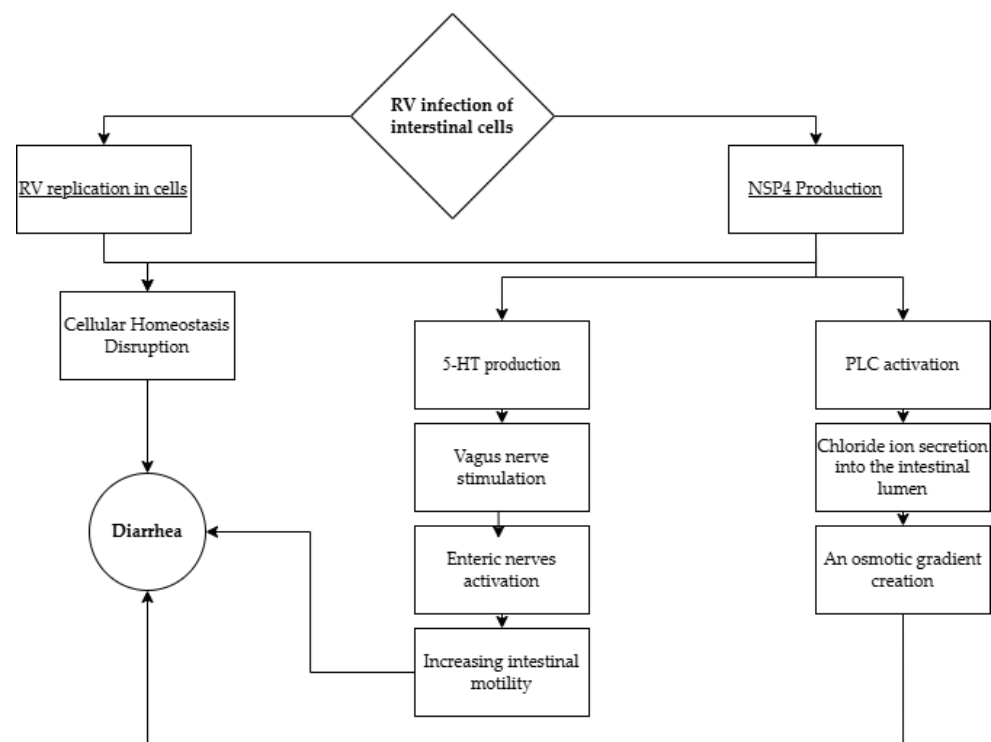 RV infection of
interstinal cells
RV replication in cells
NSP4 Production
Cellular Homeostasis
Disruption
5-HT production
PLC activation
Vagus nerve
stimulation
Chloride ion secretion
into the intestinal
lumen
Diarrhea
Enteric nerves
activation
An osmotic gradient
creation
Increasing intestinal
motility